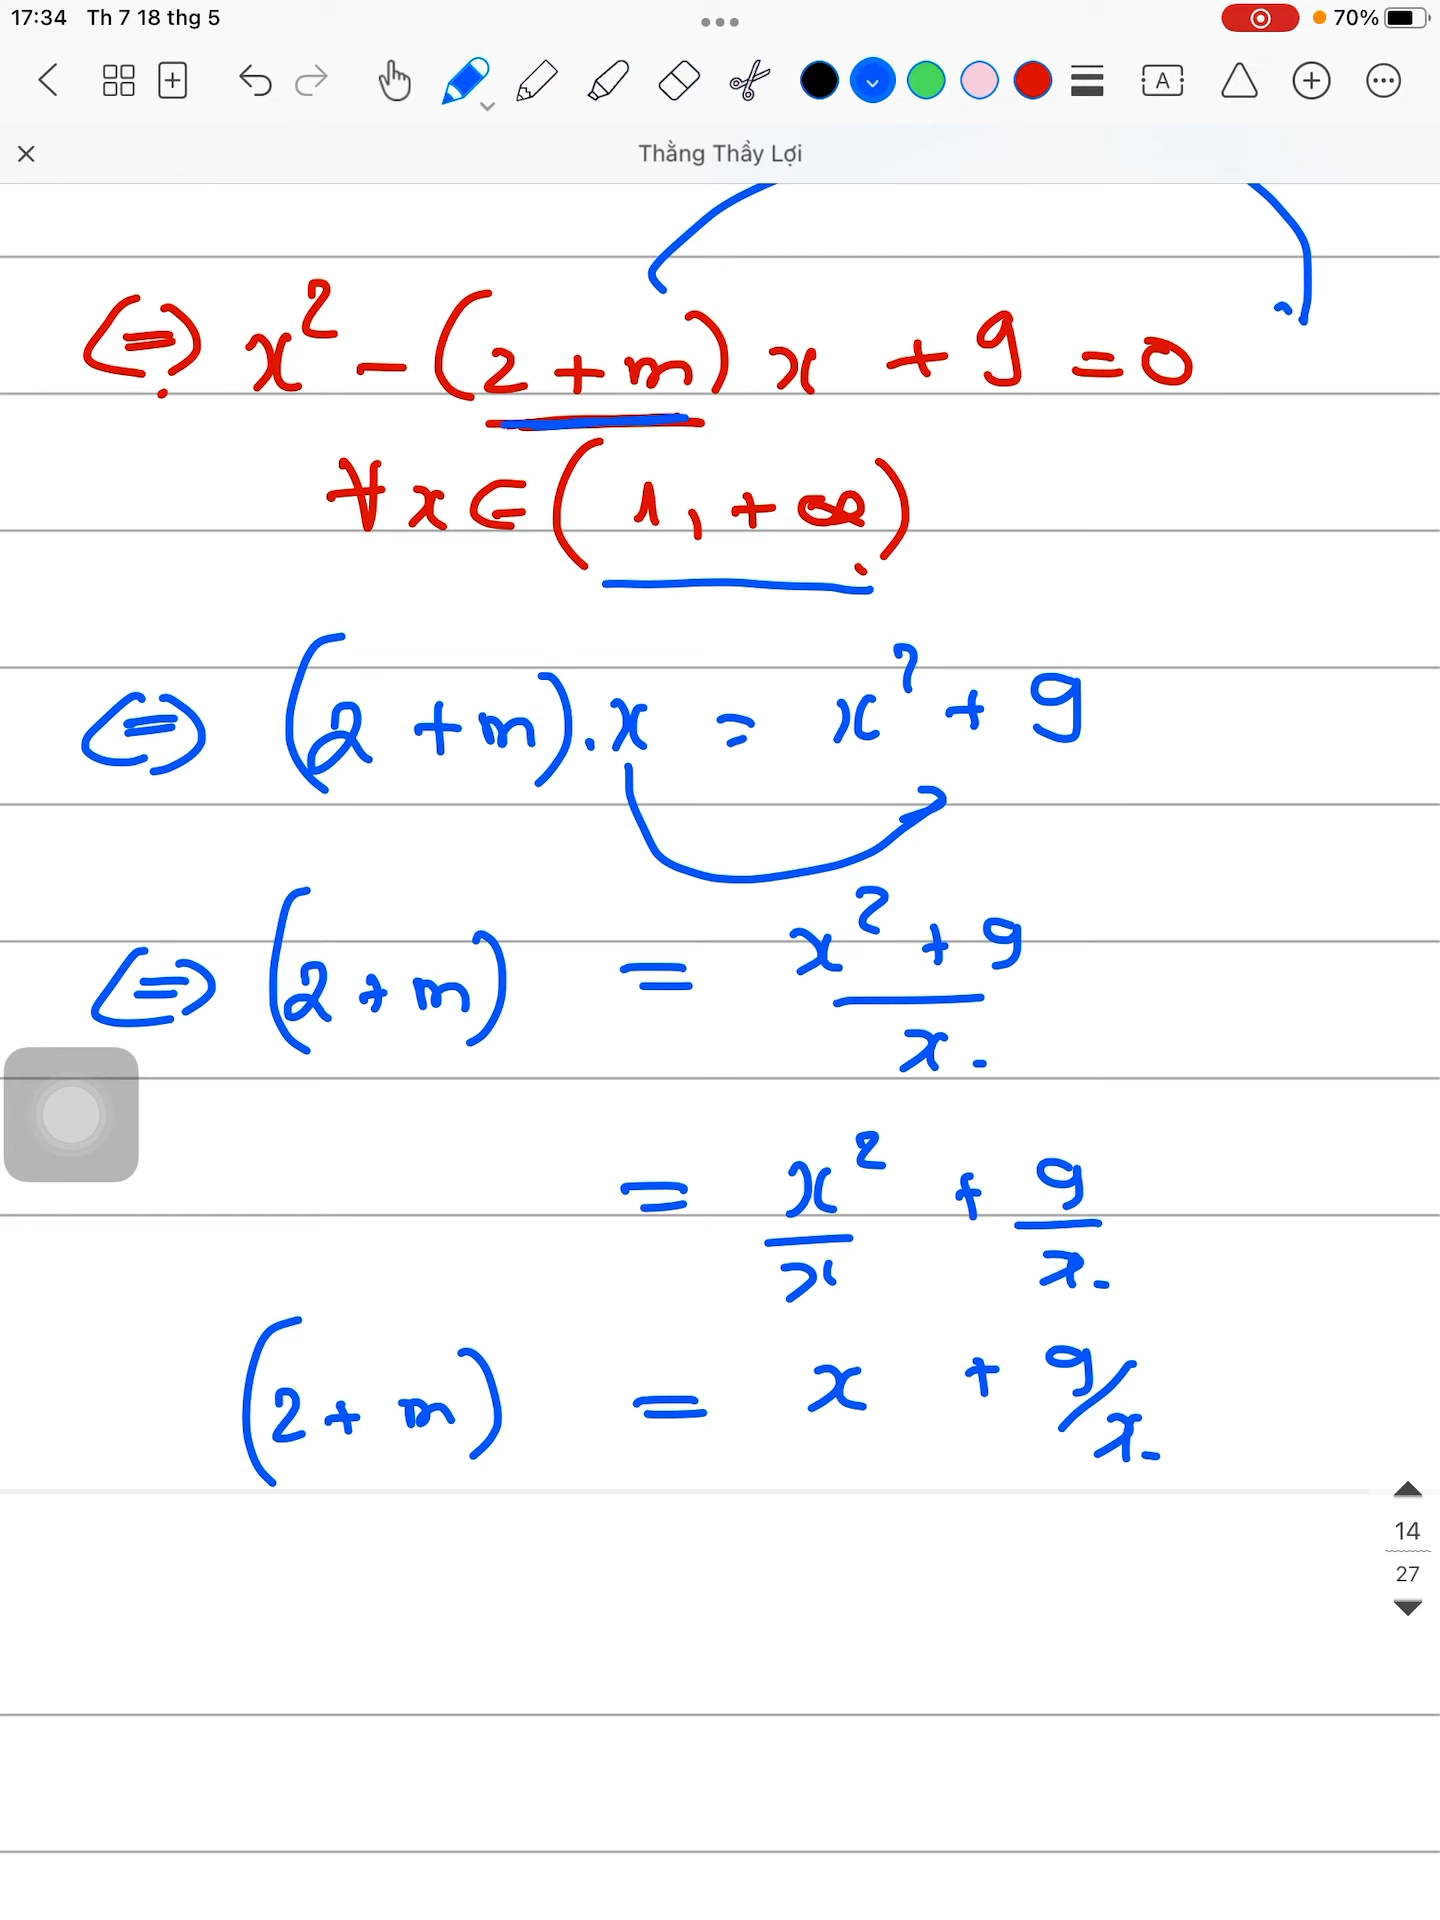 17:34 Th 7 18 thg 5 70%
A
Thằng Thầy Lợi
⇔ x² - (2 + m) x + 9 = 0
∀ x ∈ (1, +∞)
⇔ (2 + m) . x = x² + 9
⇔ (2 + m) = (x² + 9)/x.
= x²/x + 9/x.
(2 + m) = x + 9/x.
14
27